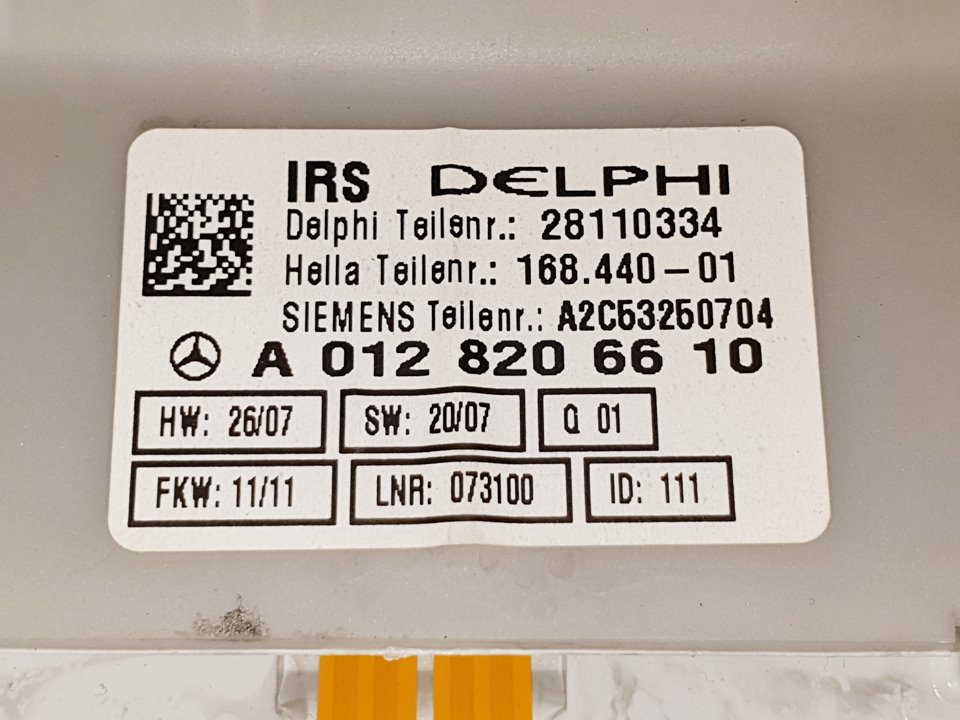 IRS DELPHI
Delphi Teilenr.: 28110334
Hella Teilenr.: 168.440-01
SIEMENS Teilenr.: A2C53250704
A 012 820 66 10
HW: 26/07 SW: 20/07 Q 01
FKW: 11/11 LNR: 073100 ID: 111